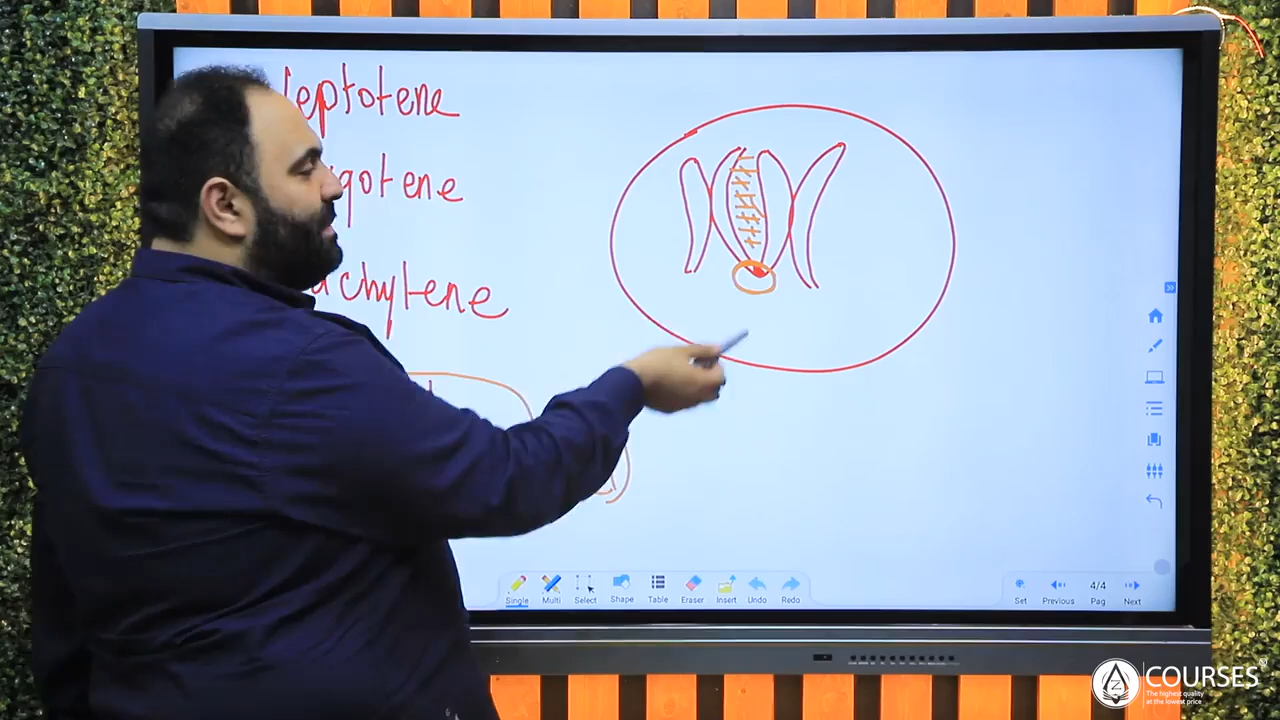 leptotene
gotene
achytene
Single
Multi
Select
Shape
Table
Eraser
Insert
Undo
Redo
Set
Previous
4/4
Pag
Next
COURSES
The highest quality
at the lowest price